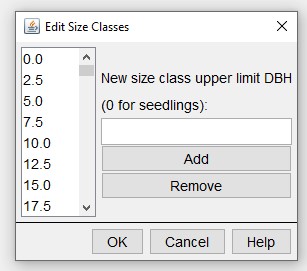 Edit Size Classes
0.0
2.5
5.0
7.5
10.0
12.5
15.0
17.5
New size class upper limit DBH
(0 for seedlings):
Add
Remove
OK
Cancel
Help